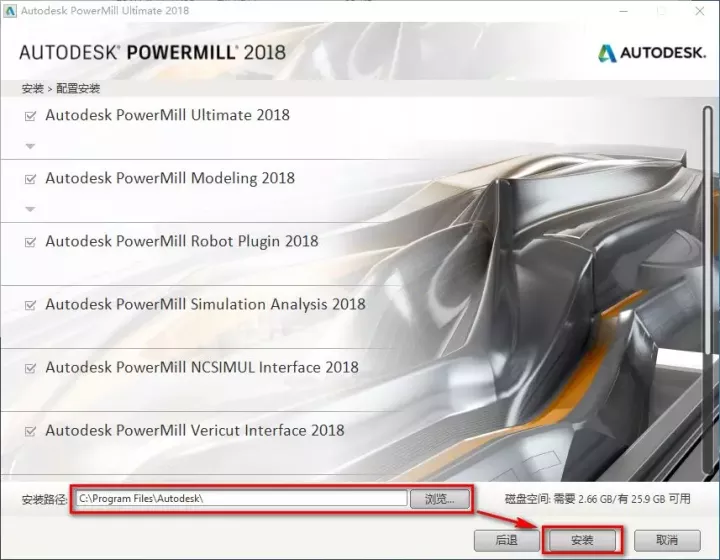 Autodesk PowerMill Ultimate 2018
AUTODESK® POWERMILL® 2018
AUTODESK.
安装 > 配置安装
Autodesk PowerMill Ultimate 2018
Autodesk PowerMill Modeling 2018
Autodesk PowerMill Robot Plugin 2018
Autodesk PowerMill Simulation Analysis 2018
Autodesk PowerMill NCSIMUL Interface 2018
Autodesk PowerMill Vericut Interface 2018
安装路径: C:\Program Files\Autodesk\ 浏览... 磁盘空间: 需要 2.66 GB/有 25.9 GB 可用
后退 安装 取消